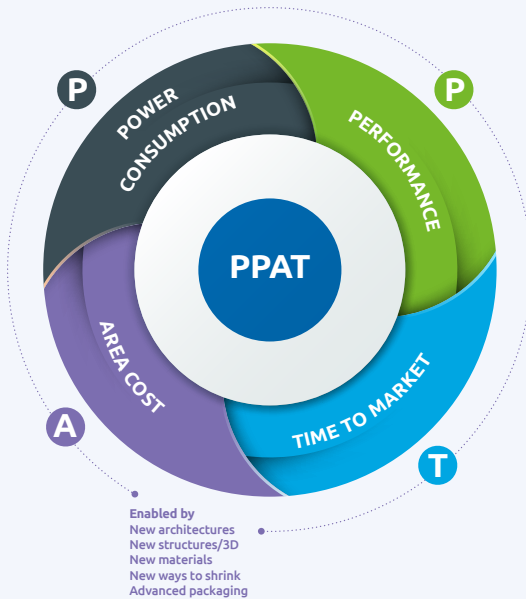 P
POWER
CONSUMPTION
P
PERFORMANCE
PPAT
A
AREA COST
T
TIME TO MARKET
Enabled by
New architectures
New structures/3D
New materials
New ways to shrink
Advanced packaging